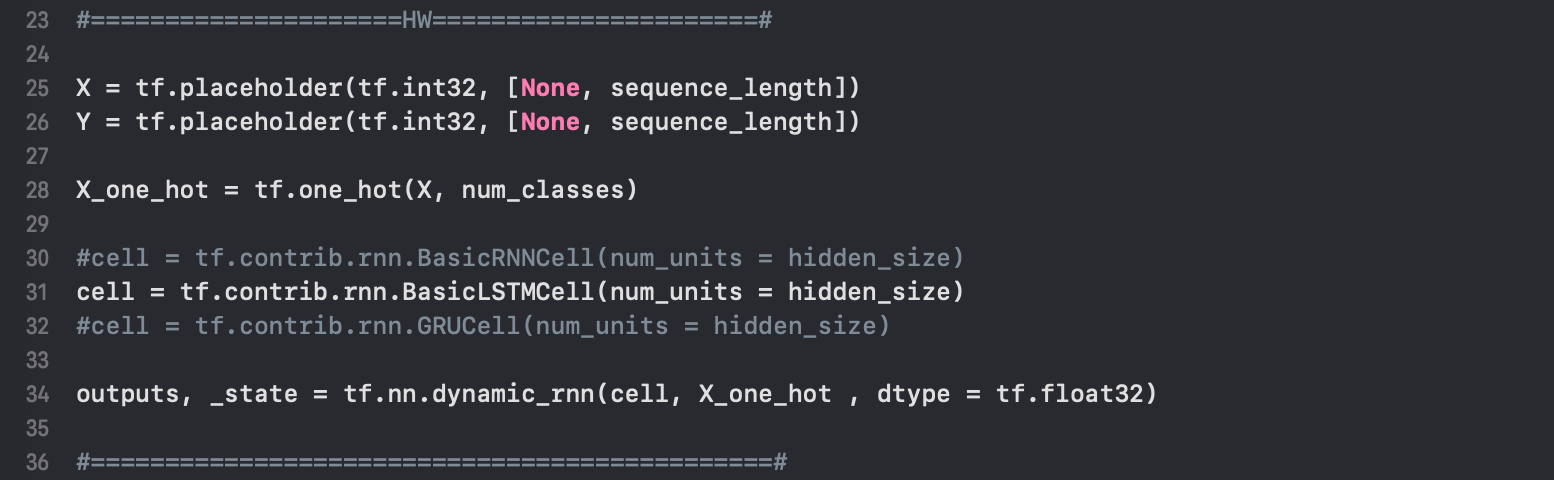 23 #=====================HW======================#
24
25 X = tf.placeholder(tf.int32, [None, sequence_length])
26 Y = tf.placeholder(tf.int32, [None, sequence_length])
27
28 X_one_hot = tf.one_hot(X, num_classes)
29
30 #cell = tf.contrib.rnn.BasicRNNCell(num_units = hidden_size)
31 cell = tf.contrib.rnn.BasicLSTMCell(num_units = hidden_size)
32 #cell = tf.contrib.rnn.GRUCell(num_units = hidden_size)
33
34 outputs, _state = tf.nn.dynamic_rnn(cell, X_one_hot , dtype = tf.float32)
35
36 #==============================================#